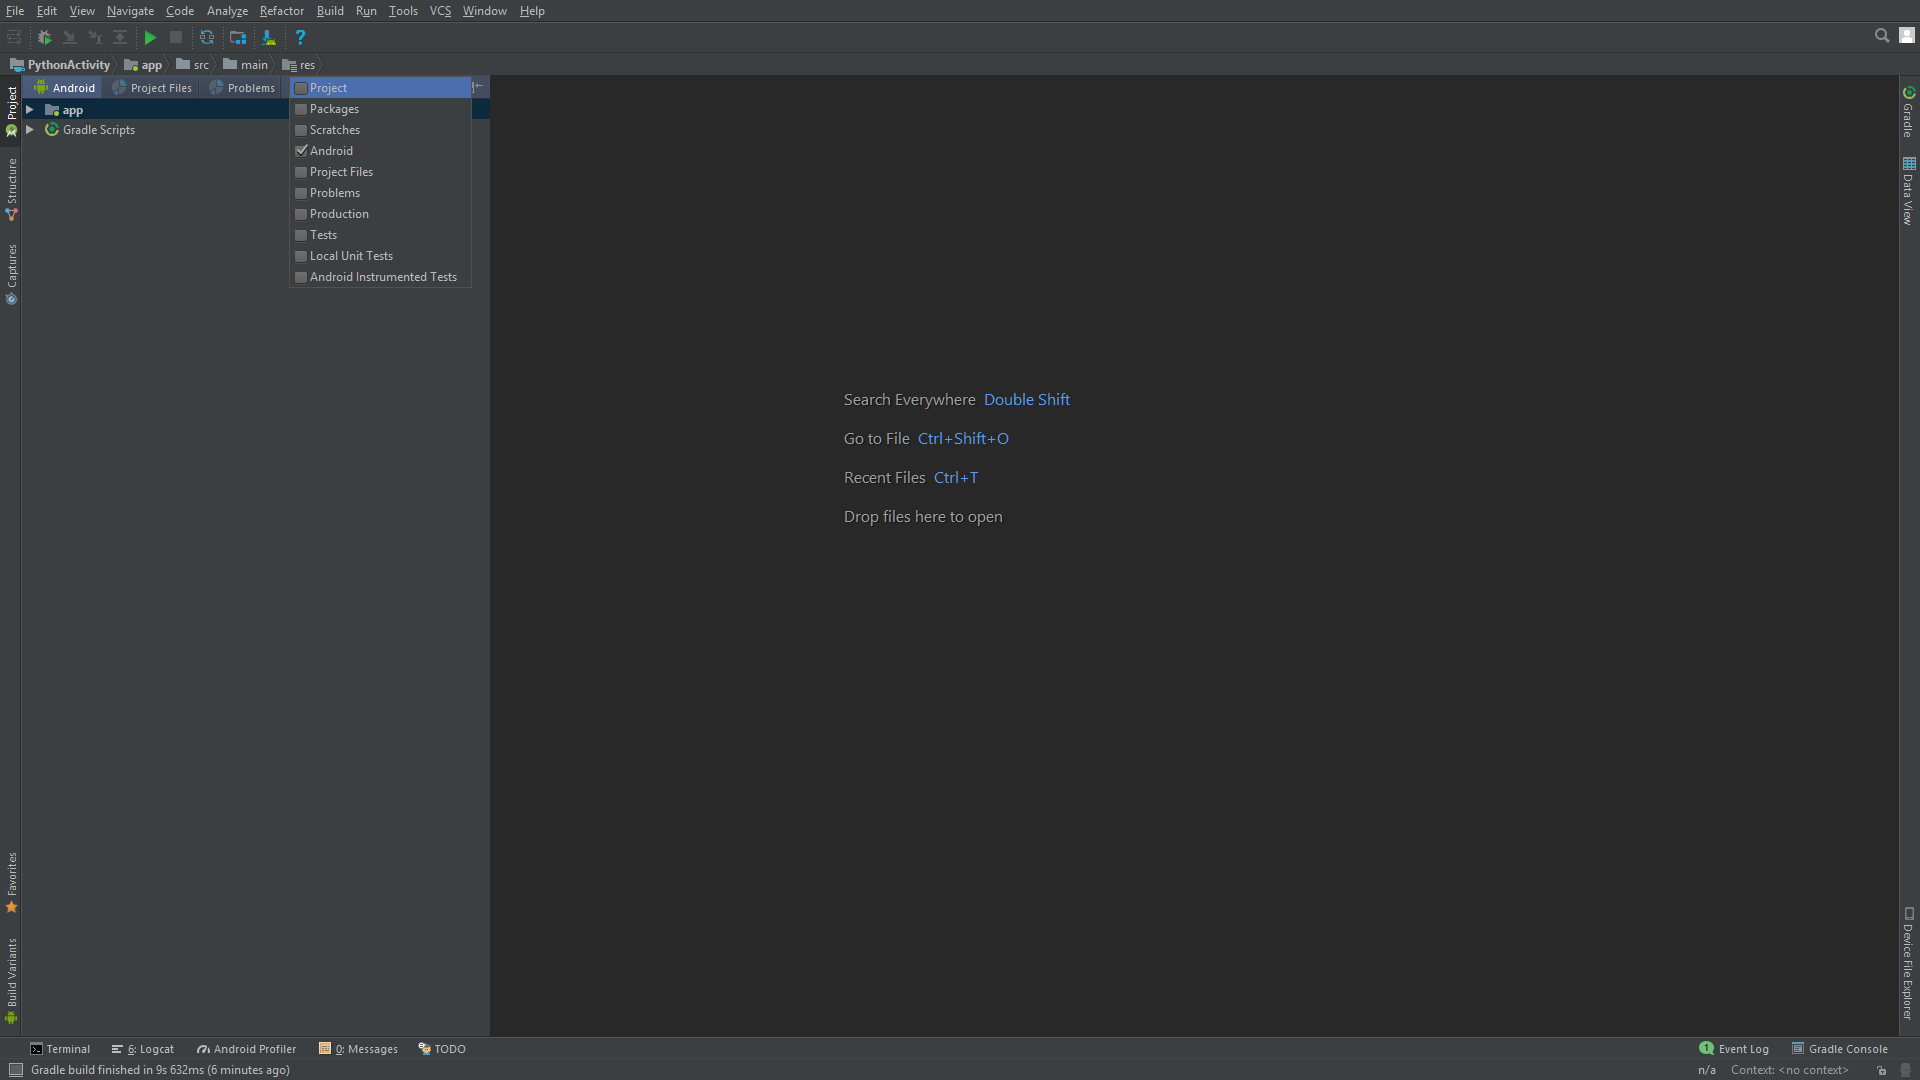 File Edit View Navigate Code Analyze Refactor Build Run Tools VCS Window Help
PythonActivity app src main res
Android Project Files Problems
app
Gradle Scripts
Project
Packages
Scratches
Android
Project Files
Problems
Production
Tests
Local Unit Tests
Android Instrumented Tests
Project
Structure
Captures
Favorites
Build Variants
Search Everywhere Double Shift
Go to File Ctrl+Shift+O
Recent Files Ctrl+T
Drop files here to open
Gradle
Data View
Device File Explorer
Terminal 6: Logcat Android Profiler 0: Messages TODO 1 Event Log Gradle Console
Gradle build finished in 9s 632ms (6 minutes ago) n/a Context: <no context>